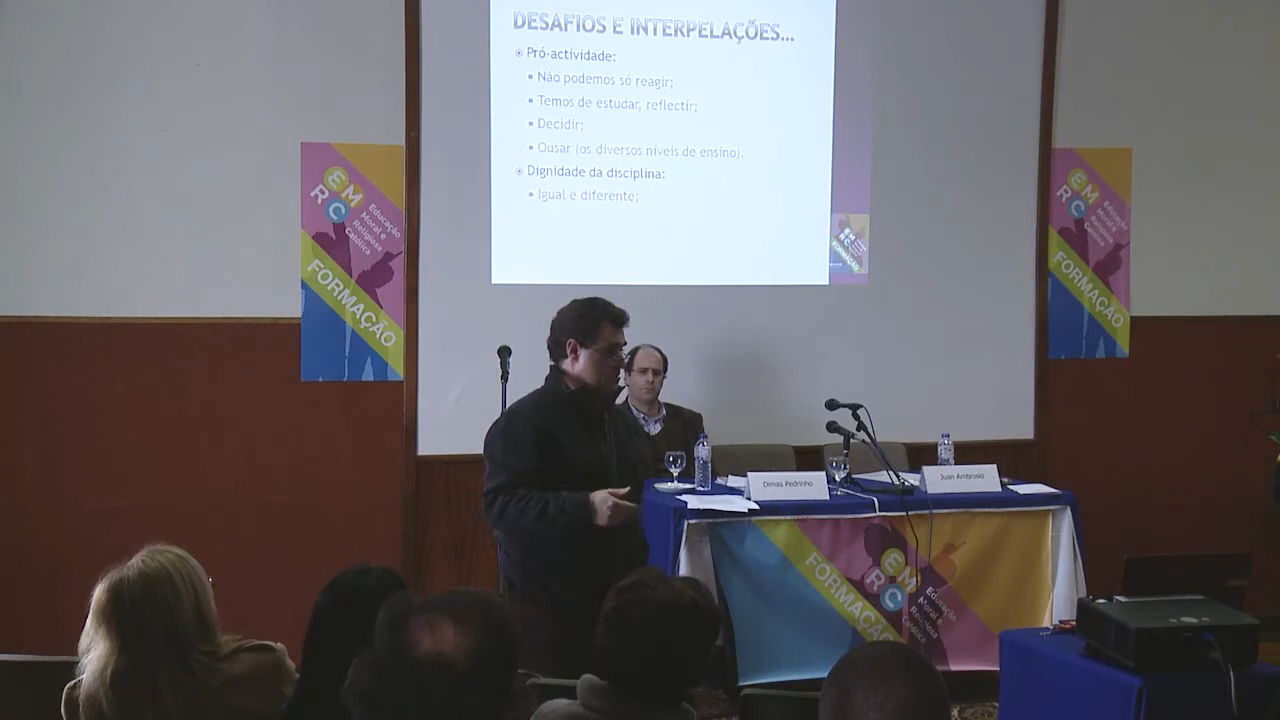 DESAFIOS E INTERPELAÇÕES...
Pró-actividade:
Não podemos só reagir;
Temos de estudar, reflectir;
Decidir;
Ousar (os diversos níveis de ensino).
Dignidade da disciplina:
Igual e diferente;
EMRC
FORMAÇÃO
EMRC
Educação
Moral e
Religiosa
Católica
FORMAÇÃO
EMRC
Educação
Moral e
Religiosa
Católica
FORMAÇÃO
Dimas Pedrinho
Juan Ambrosio
FORMAÇÃO
EMRC
Educação
Moral e
Religiosa
Católica